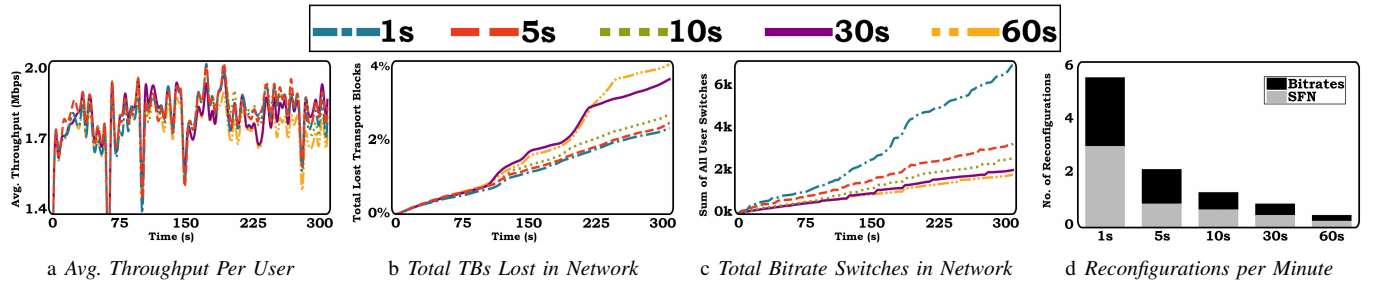 1s 5s 10s 30s 60s
Avg. Throughput (Mbps)
2.0
1.7
1.4
0 75 150 225 300
Time (s)
Total Lost Transport Blocks
4%
2%
0%
0 75 150 225 300
Time (s)
Sum of All User Switches
6k
4k
2k
0k
0 75 150 225 300
Time (s)
No. of Reconfigurations
6
4
2
0
Bitrates
SFN
1s 5s 10s 30s 60s
a Avg. Throughput Per User
b Total TBs Lost in Network
c Total Bitrate Switches in Network
d Reconfigurations per Minute